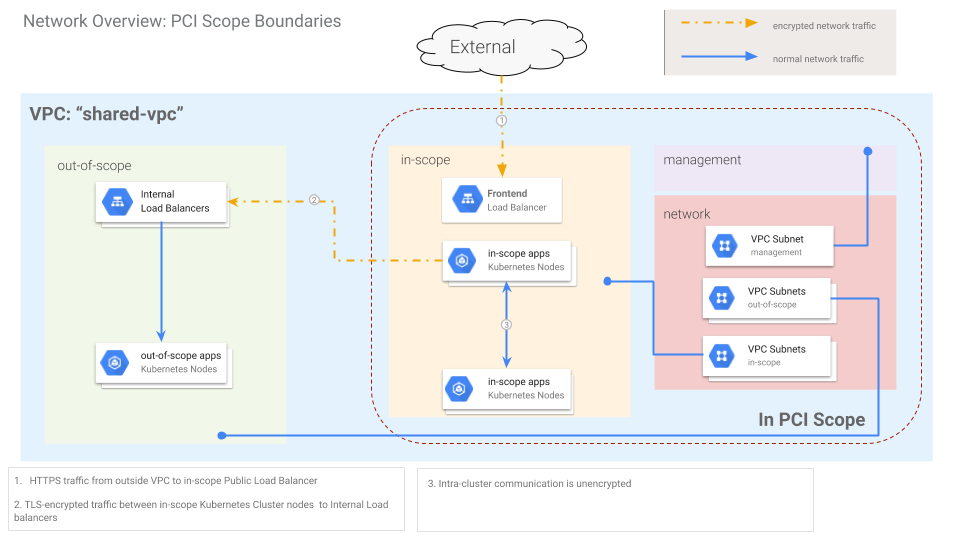 Network Overview: PCI Scope Boundaries
External
encrypted network traffic
normal network traffic
VPC: “shared-vpc”
1
out-of-scope
Internal
Load Balancers
2
out-of-scope apps
Kubernetes Nodes
in-scope
Frontend
Load Balancer
in-scope apps
Kubernetes Nodes
3
in-scope apps
Kubernetes Nodes
management
network
VPC Subnet
management
VPC Subnets
out-of-scope
VPC Subnets
in-scope
In PCI Scope
1. HTTPS traffic from outside VPC to in-scope Public Load Balancer
2. TLS-encrypted traffic between in-scope Kubernetes Cluster nodes to Internal Load
balancers
3. Intra-cluster communication is unencrypted